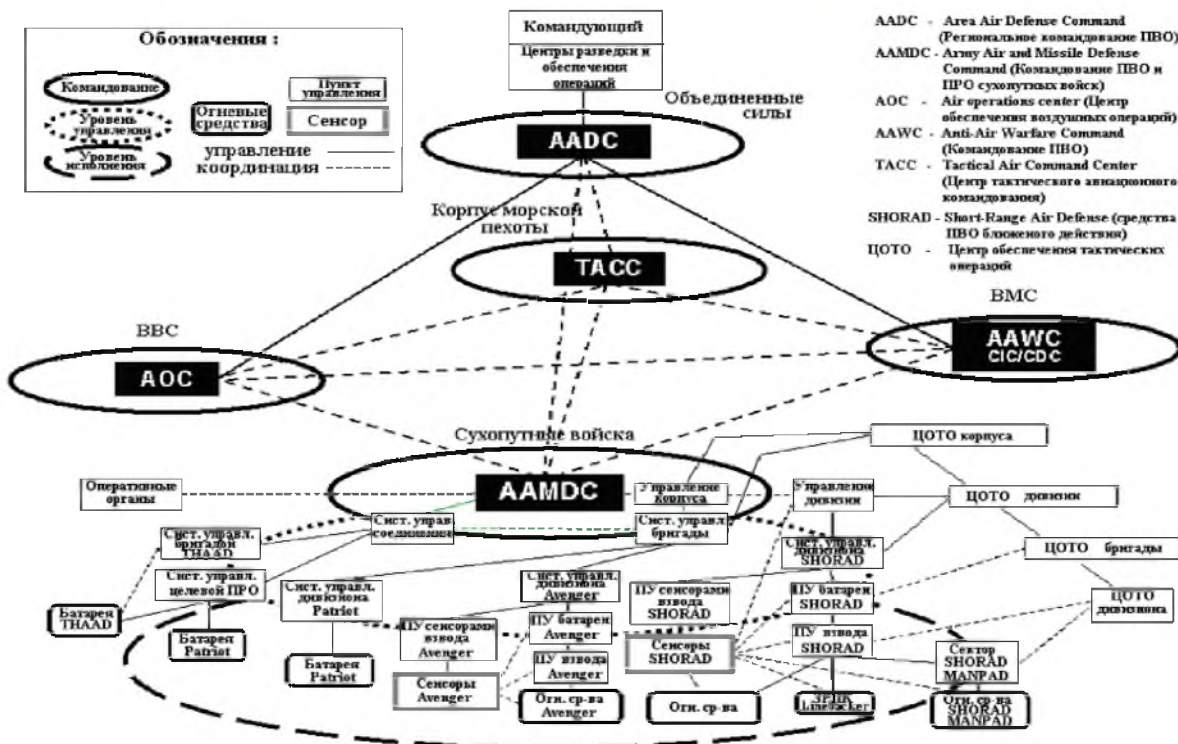 Обозначения :
Командование
Уровень
управления
Уровень
исполнения
Огневые
средства
Пункт
управления
Сенсор
управление
координация
Командующий
Центры разведки и
обеспечения
операций
Объединенные
силы
AADC
AADC - Area Air Defense Command
(Региональное командование ПВО)
AAMDC - Army Air and Missile Defense
Command (Командование ПВО и
ПРО сухопутных войск)
AOC - Air operations center (Центр
обеспечения воздушных операций)
AAWC - Anti-Air Warfare Command
(Командование ПВО)
TACC - Tactical Air Command Center
(Центр тактического авиационного
командования)
SHORAD - Short-Range Air Defense (средства
ПВО ближеного действия)
ЦОТО - Центр обеспечения тактических
операций
Корпус морской
пехоты
TACC
ВВС
AOC
ВМС
AAWC
CIC/CDC
Сухопутные войска
AAMDC
Оперативные
органы
Управление
корпуса
Управление
дивизии
ЦОТО корпуса
ЦОТО дивизии
ЦОТО бригады
ЦОТО
дивизиона
Сист. управ.
соединения
Сист. управл.
бригады
Сист. управл.
бригадой
THAAD
Сист. управл.
целевой ПРО
Сист. управл.
дивизиона
Patriot
Сист. управл.
дивизиона
Avenger
Сист. управл.
дивизиона
SHORAD
Батарея
THAAD
Батарея
Patriot
Батарея
Patriot
ПУ сенсорами
взвода
Avenger
Сенсоры
Avenger
ПУ батареи
Avenger
ПУ взвода
Avenger
Огн. ср-ва
Avenger
ПУ сенсорами
взвода
SHORAD
Сенсоры
SHORAD
Огн. ср-ва
ПУ батареи
SHORAD
ПУ взвода
SHORAD
ЗРПК
Linebacker
Сектор
SHORAD
MANPAD
Огн. ср-ва
SHORAD
MANPAD